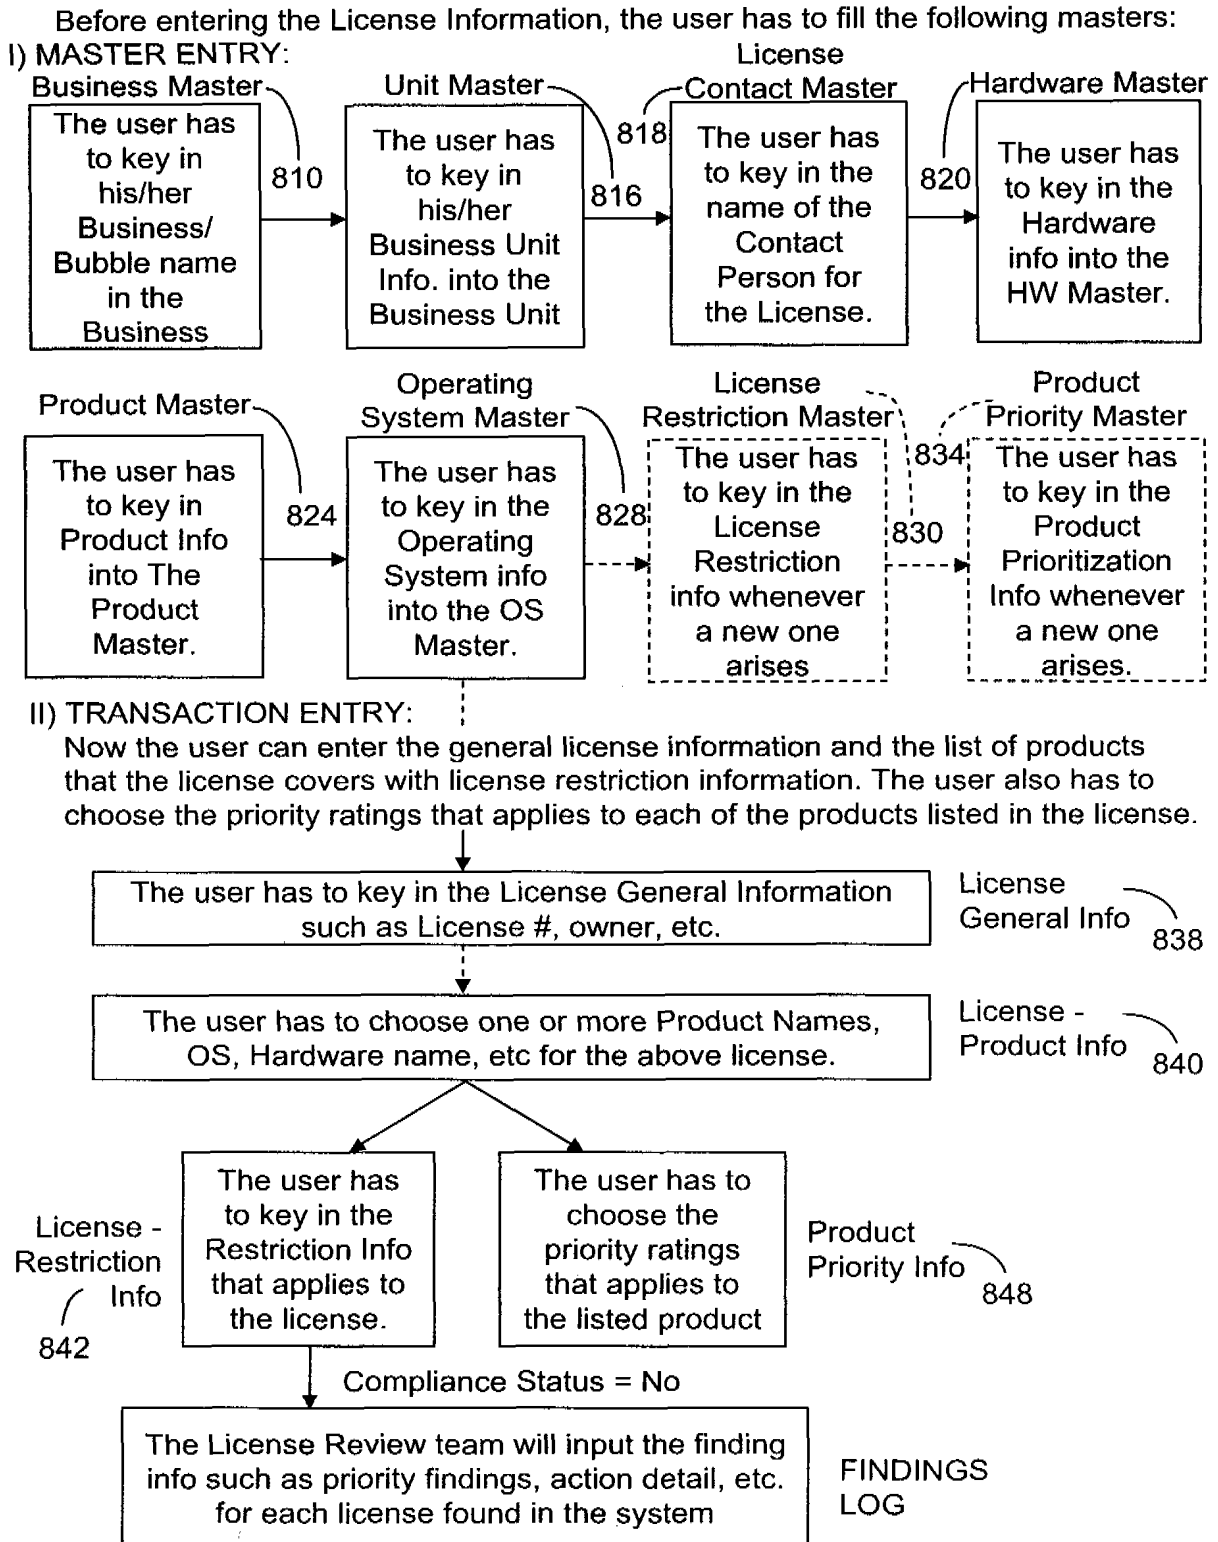 Before entering the License Information, the user has to fill the following masters:
I) MASTER ENTRY:
Business Master
810
The user has
to key in
his/her
Business/
Bubble name
in the
Business
Unit Master
816
The user has
to key in
his/her
Business Unit
Info. into the
Business Unit
License
Contact Master
818
The user has
to key in the
name of the
Contact
Person for
the License.
Hardware Master
820
The user has
to key in the
Hardware
info into the
HW Master.
Product Master
824
The user has
to key in
Product Info
into The
Product
Master.
Operating
System Master
828
The user has
to key in the
Operating
System info
into the OS
Master.
License
Restriction Master
830
The user has
to key in the
License
Restriction
info whenever
a new one
arises
Product
Priority Master
834
The user has
to key in the
Product
Prioritization
Info whenever
a new one
arises.
II) TRANSACTION ENTRY:
Now the user can enter the general license information and the list of products
that the license covers with license restriction information. The user also has to
choose the priority ratings that applies to each of the products listed in the license.
The user has to key in the License General Information
such as License #, owner, etc.
License
General Info
838
The user has to choose one or more Product Names,
OS, Hardware name, etc for the above license.
License -
Product Info
840
License -
Restriction
Info
842
The user has
to key in the
Restriction Info
that applies to
the license.
The user has to
choose the
priority ratings
that applies to
the listed product
Product
Priority Info
848
Compliance Status = No
The License Review team will input the finding
info such as priority findings, action detail, etc.
for each license found in the system
FINDINGS
LOG